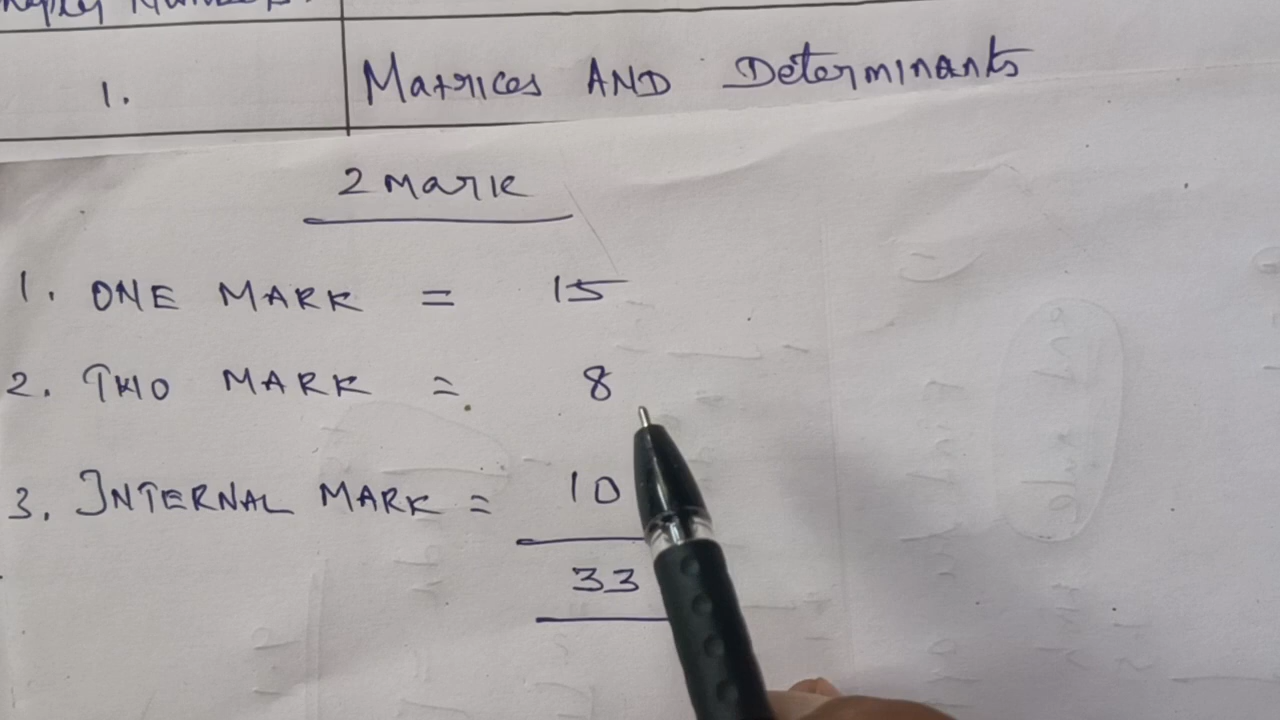 1. Matrices AND Determinants
2 Mark
1. ONE MARK = 15
2. TWO MARK = 8
3. INTERNAL MARK = 10
33